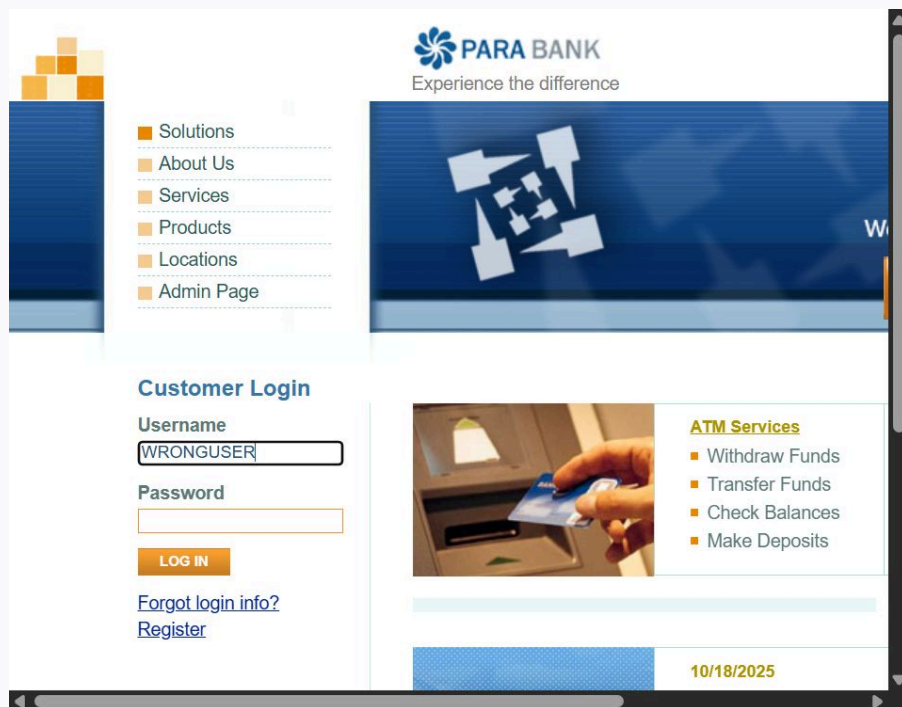 PARA BANK
Experience the difference
Solutions
About Us
Services
Products
Locations
Admin Page
Customer Login
Username
WRONGUSER
Password
LOG IN
Forgot login info?
Register
ATM Services
Withdraw Funds
Transfer Funds
Check Balances
Make Deposits
10/18/2025